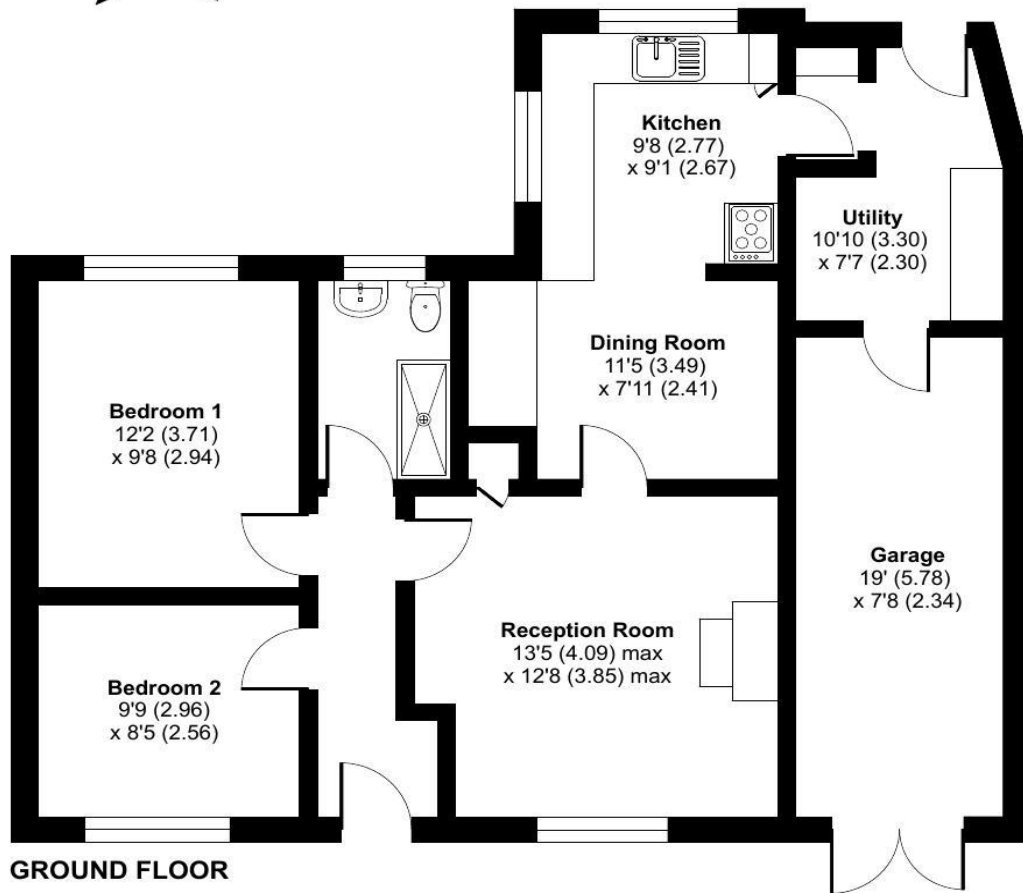 Kitchen
9'8 (2.77)
x 9'1 (2.67)
Utility
10'10 (3.30)
x 7'7 (2.30)
Dining Room
11'5 (3.49)
x 7'11 (2.41)
Bedroom 1
12'2 (3.71)
x 9'8 (2.94)
Garage
19' (5.78)
x 7'8 (2.34)
Reception Room
13'5 (4.09) max
x 12'8 (3.85) max
Bedroom 2
9'9 (2.96)
x 8'5 (2.56)
GROUND FLOOR